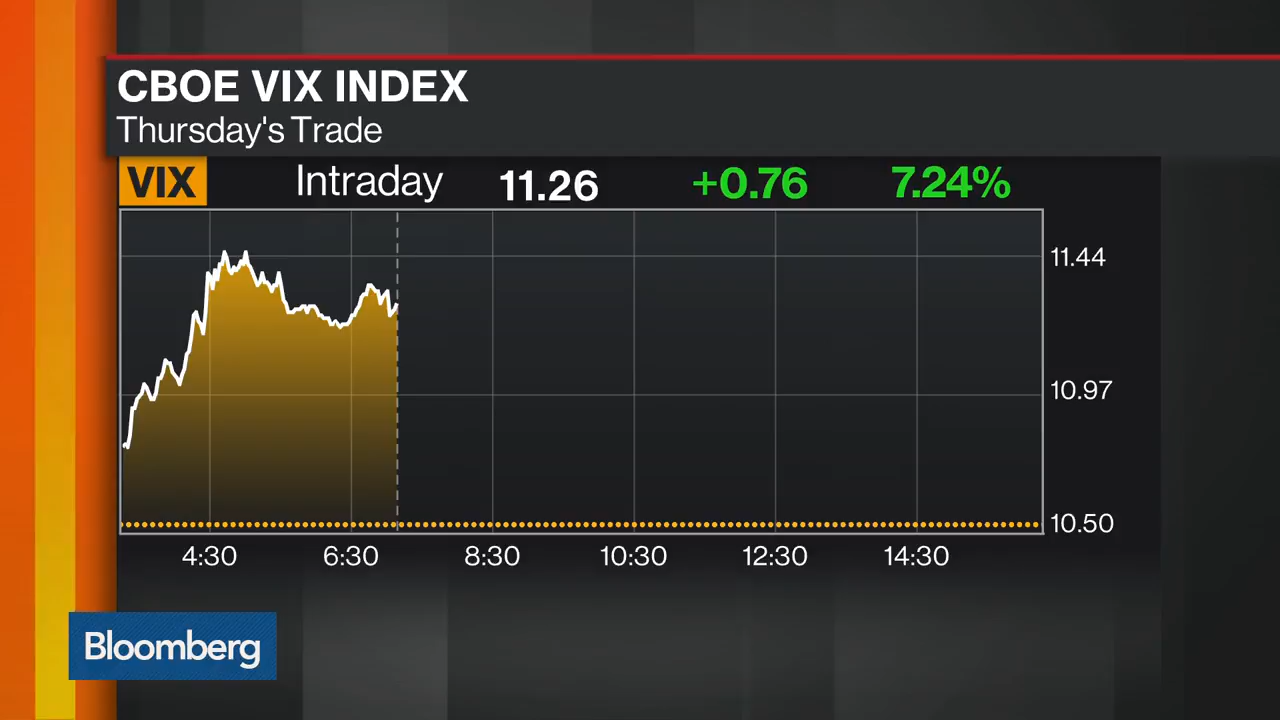 CBOE VIX INDEX
Thursday's Trade
VIX Intraday 11.26 +0.76 7.24%
11.44
10.97
10.50
4:30 6:30 8:30 10:30 12:30 14:30
Bloomberg